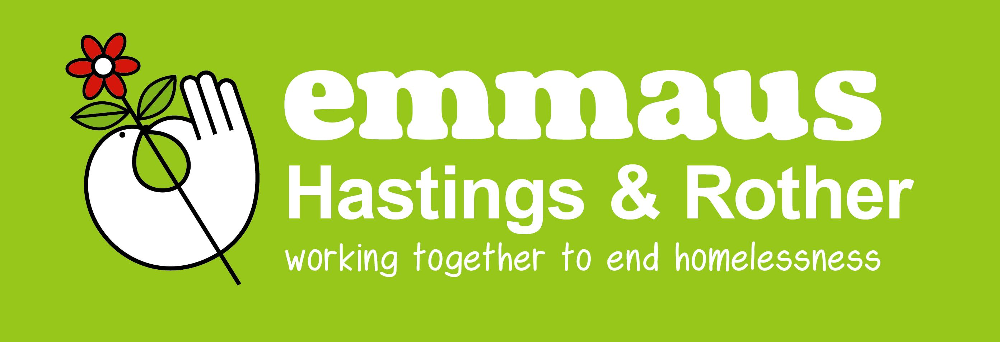 emmaus
Hastings & Rother
working together to end homelessness